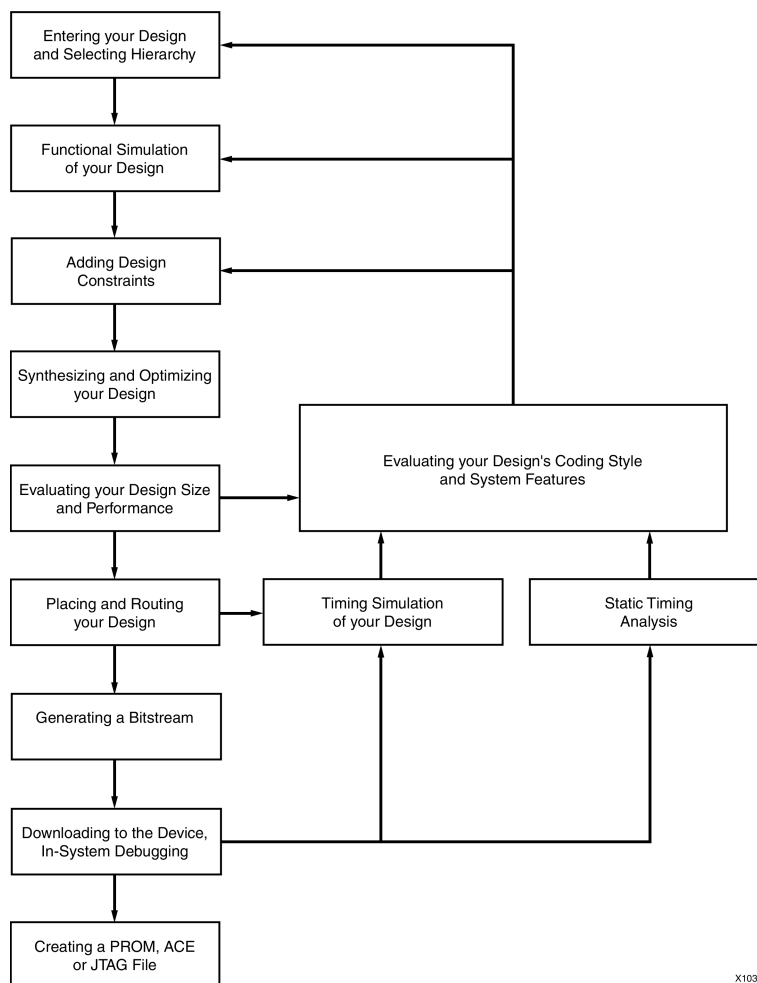 Entering your Design
and Selecting Hierarchy
Functional Simulation
of your Design
Adding Design
Constraints
Synthesizing and Optimizing
your Design
Evaluating your Design's Coding Style
and System Features
Evaluating your Design Size
and Performance
Placing and Routing
your Design
Timing Simulation
of your Design
Static Timing
Analysis
Generating a Bitstream
Downloading to the Device,
In-System Debugging
Creating a PROM, ACE
or JTAG File
X103